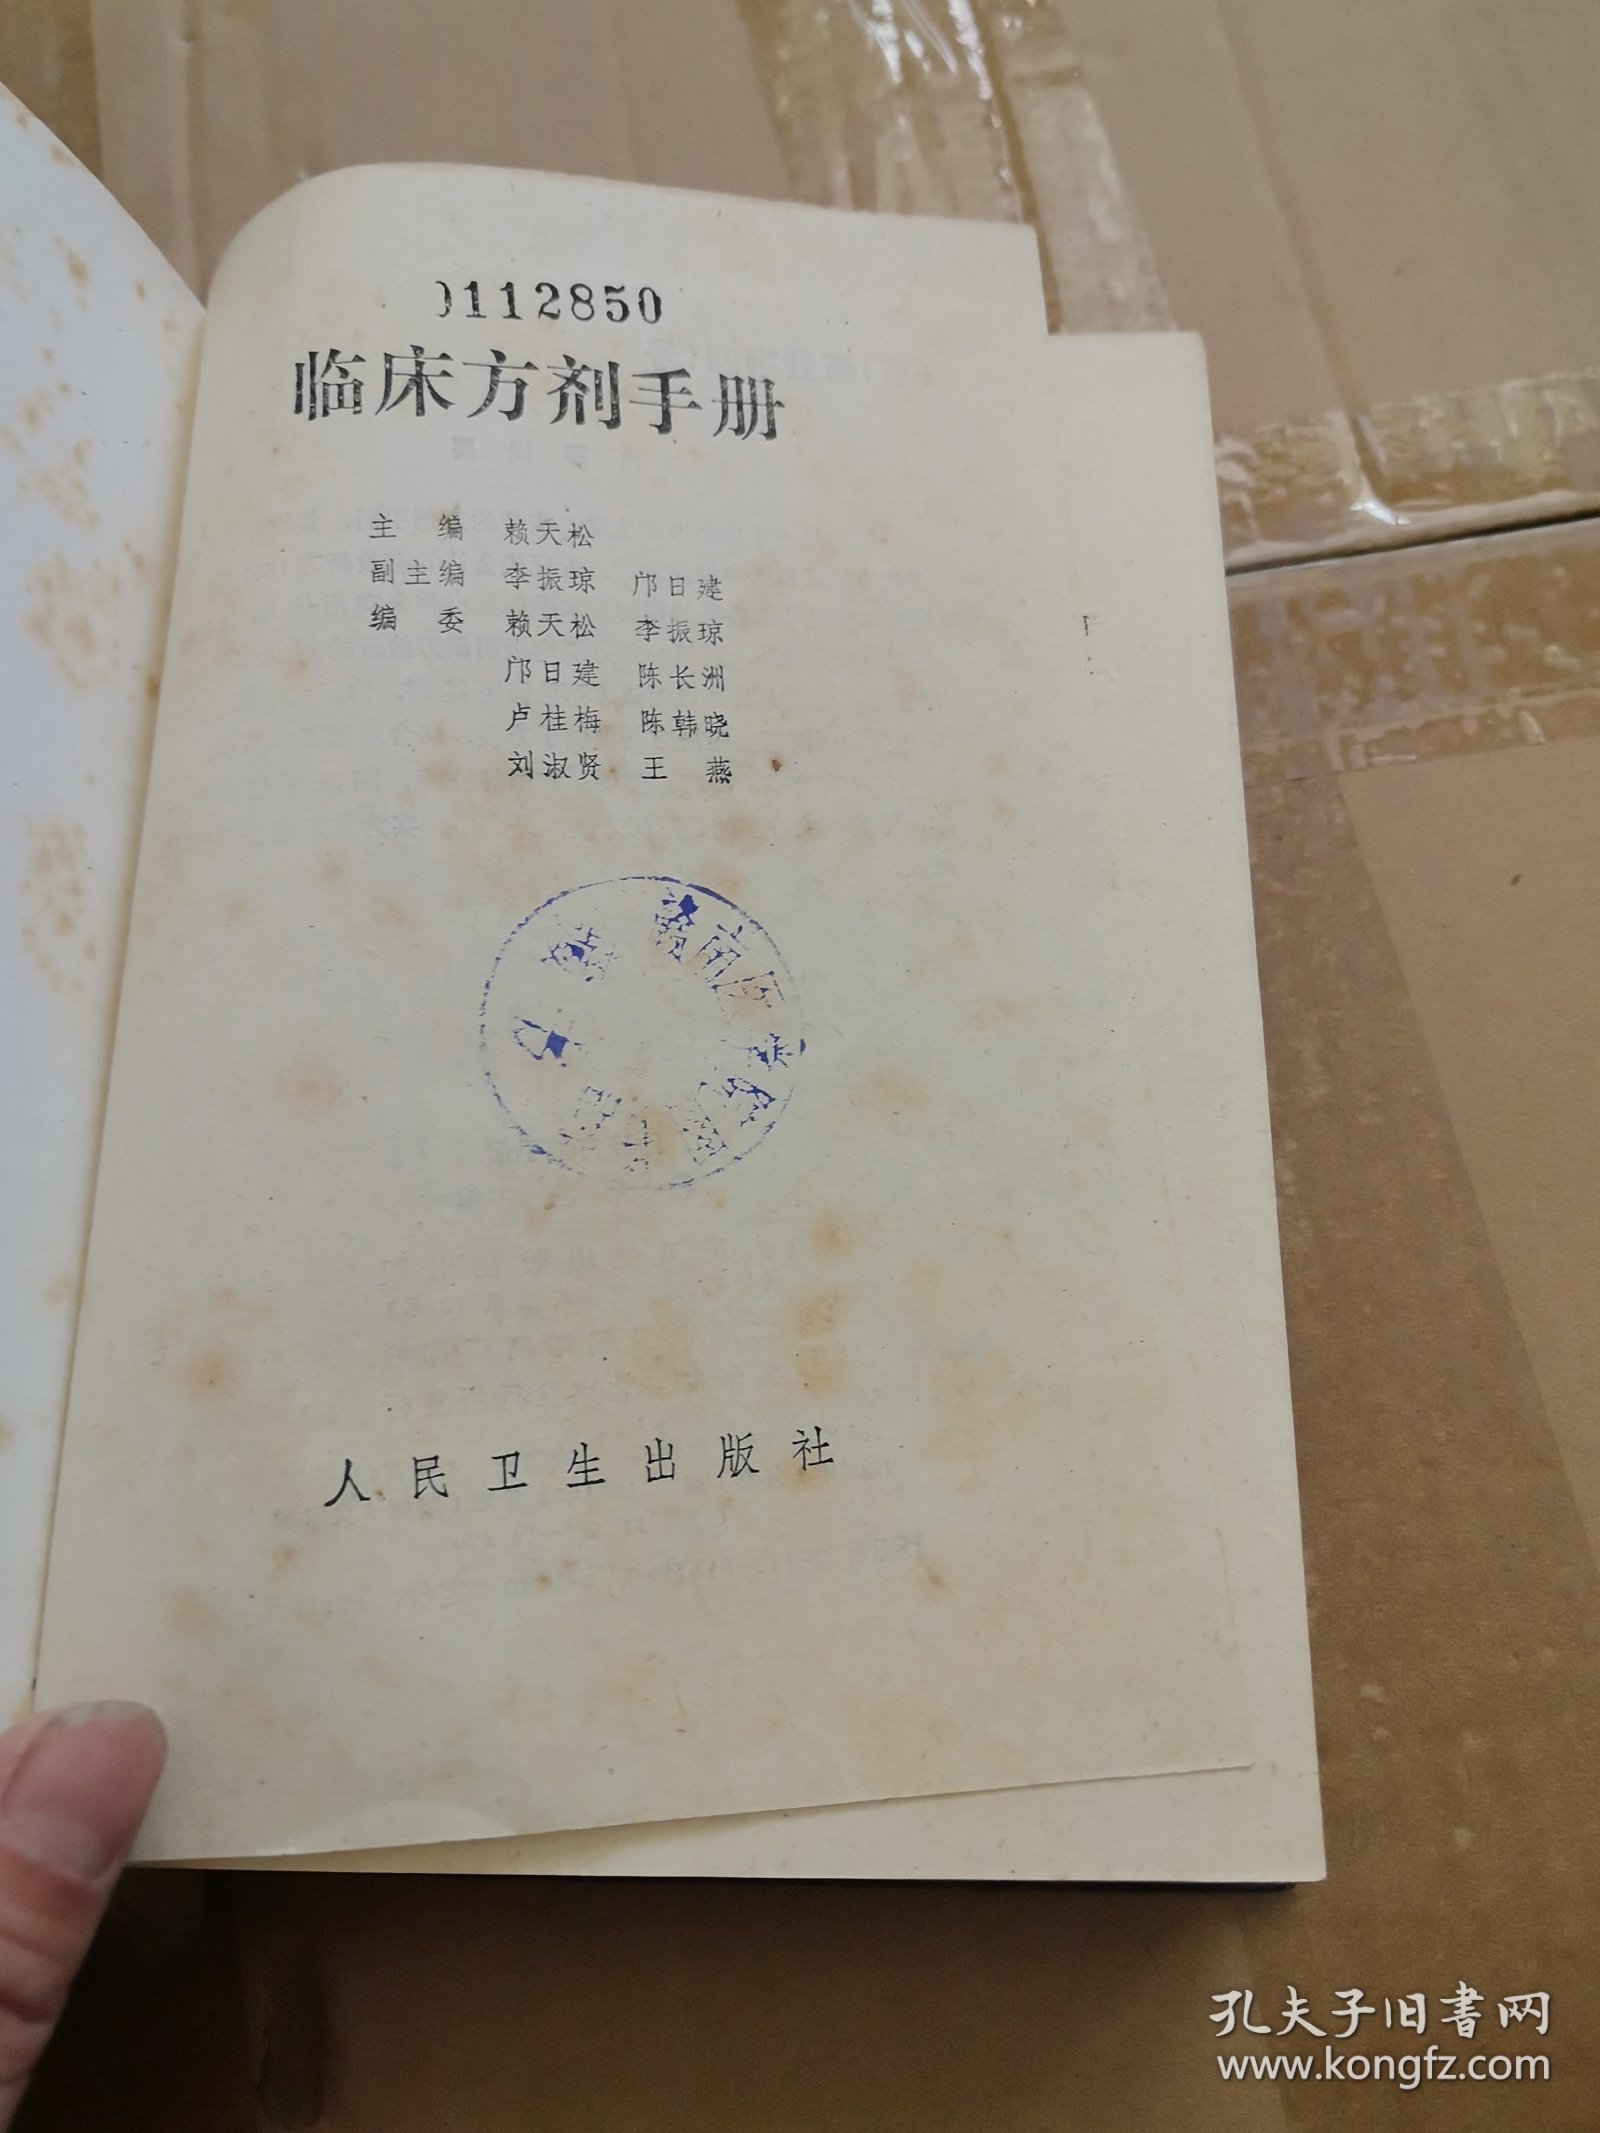 0112850
临床方剂手册
主编 赖天松
副主编 李振琼 邝日建
编委 赖天松 李振琼
邝日建 陈长洲
卢桂梅 陈韩晓
刘淑贤 王燕
人民卫生出版社
孔夫子旧书网
www.kongfz.com